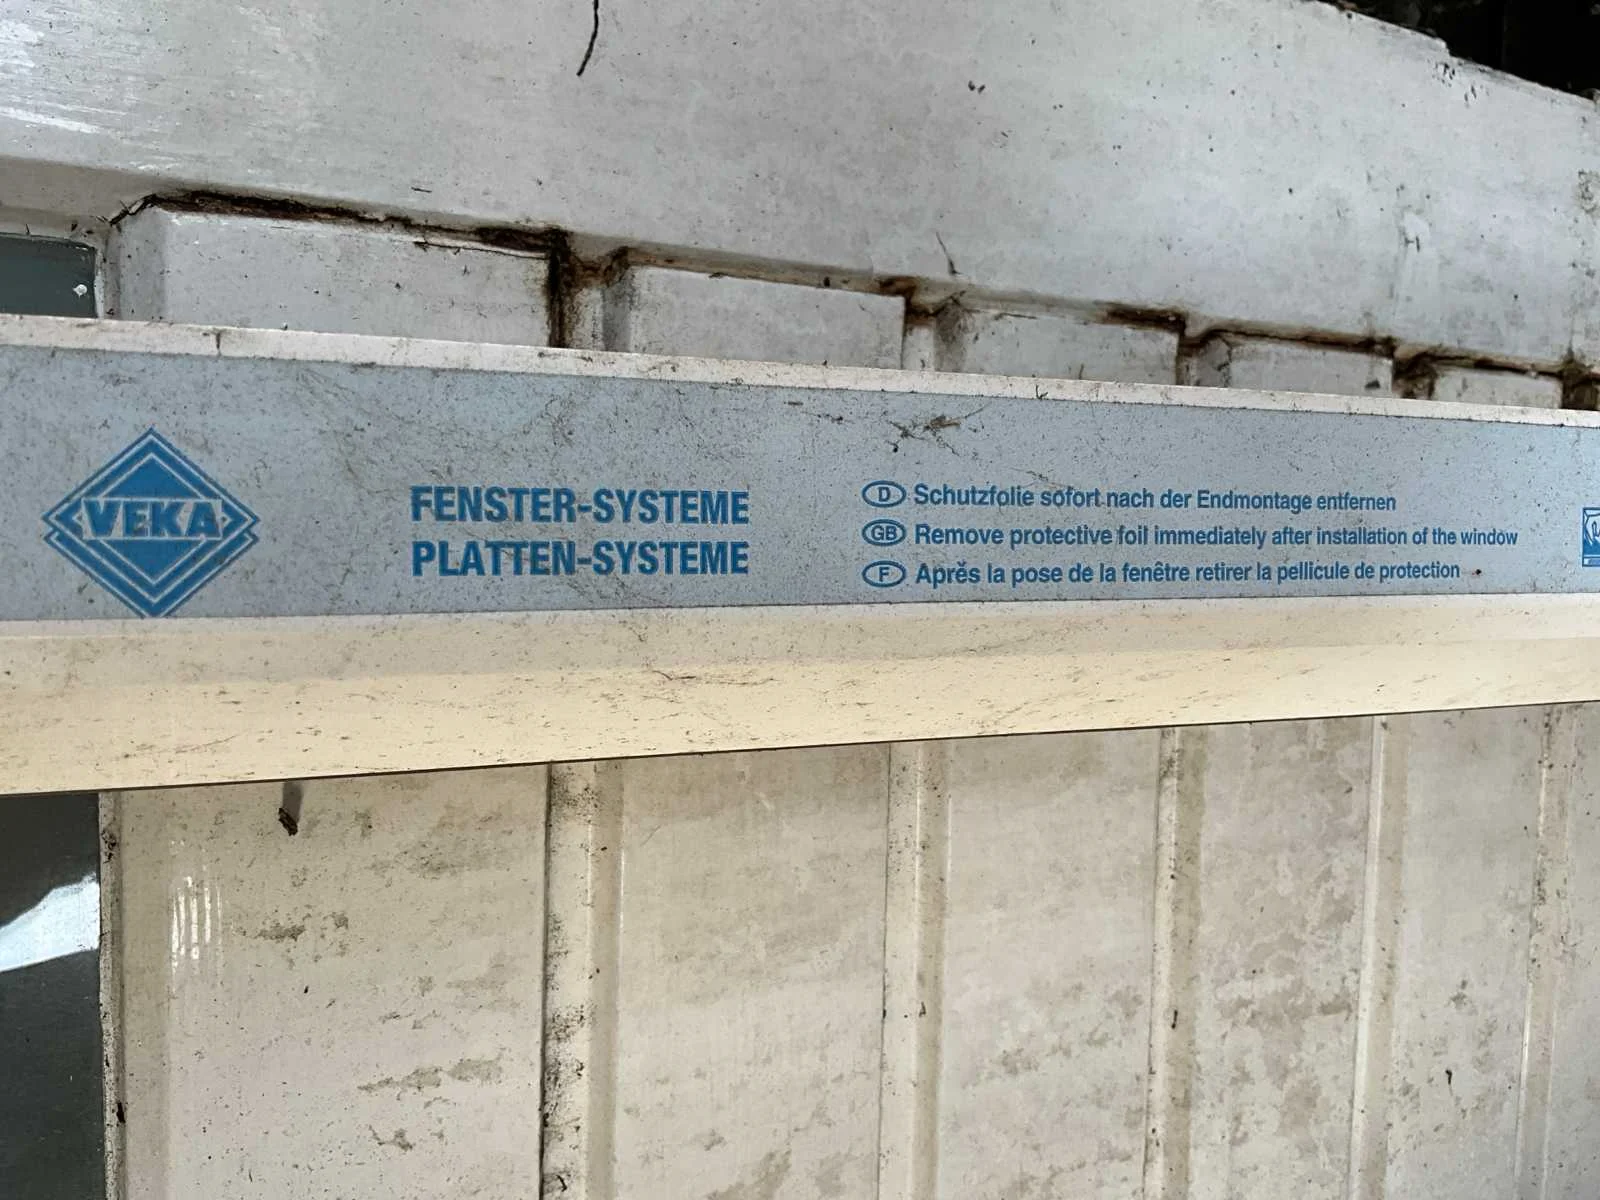 VEKA
FENSTER-SYSTEME
PLATTEN-SYSTEME
D Schutzfolie sofort nach der Endmontage entfernen
GB Remove protective foil immediately after installation of the window
F Après la pose de la fenêtre retirer la pellicule de protection